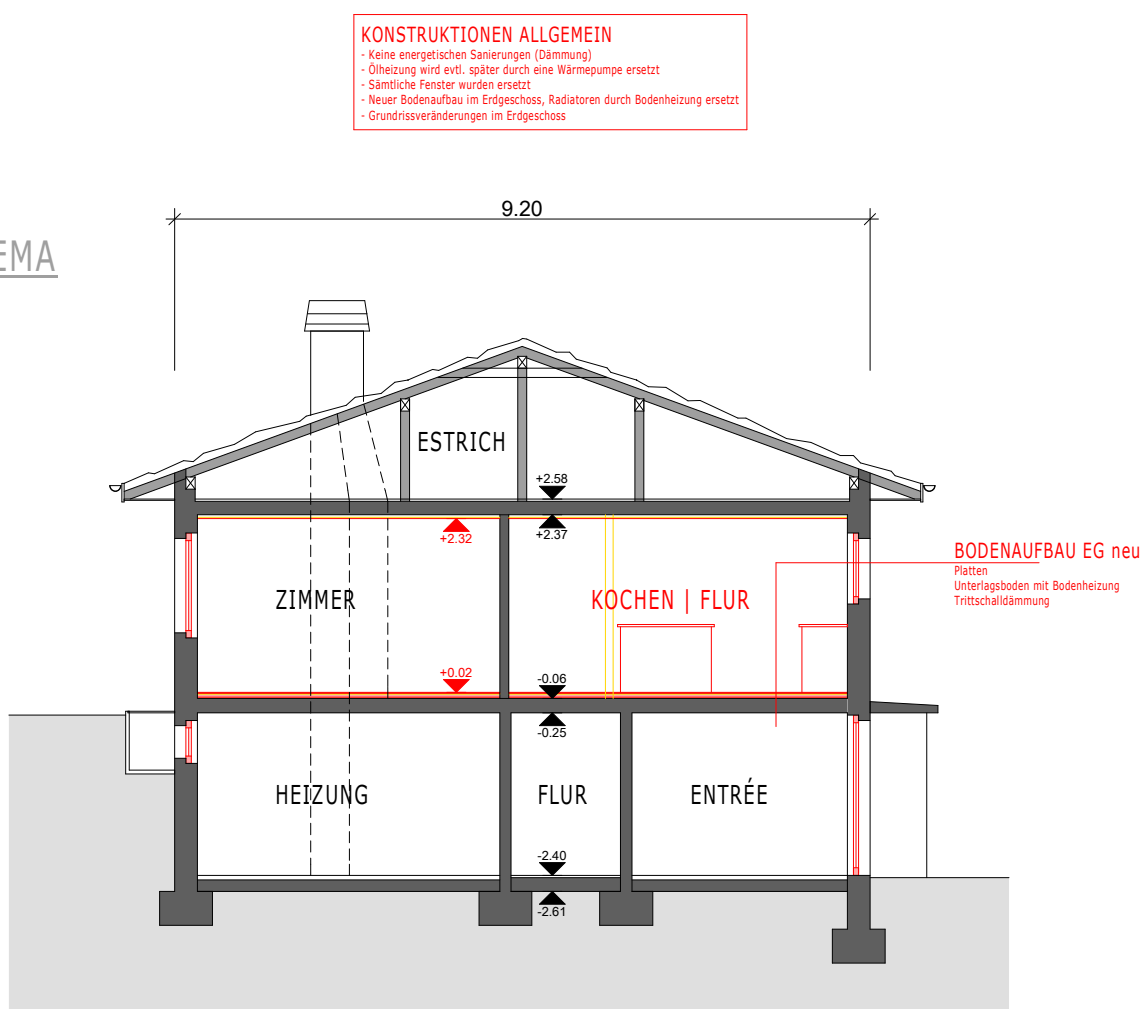 KONSTRUKTIONEN ALLGEMEIN
- Keine energetischen Sanierungen (Dämmung)
- Ölheizung wird evtl. später durch eine Wärmepumpe ersetzt
- Sämtliche Fenster wurden ersetzt
- Neuer Bodenaufbau im Erdgeschoss, Radiatoren durch Bodenheizung ersetzt
- Grundrissveränderungen im Erdgeschoss
9.20
EMA
ESTRICH
+2.58
+2.37
+2.32
BODENAUFBAU EG neu
Platten
Unterlagsboden mit Bodenheizung
Trittschalldämmung
ZIMMER
KOCHEN | FLUR
+0.02
-0.06
-0.25
HEIZUNG
FLUR
ENTRÉE
-2.40
-2.61